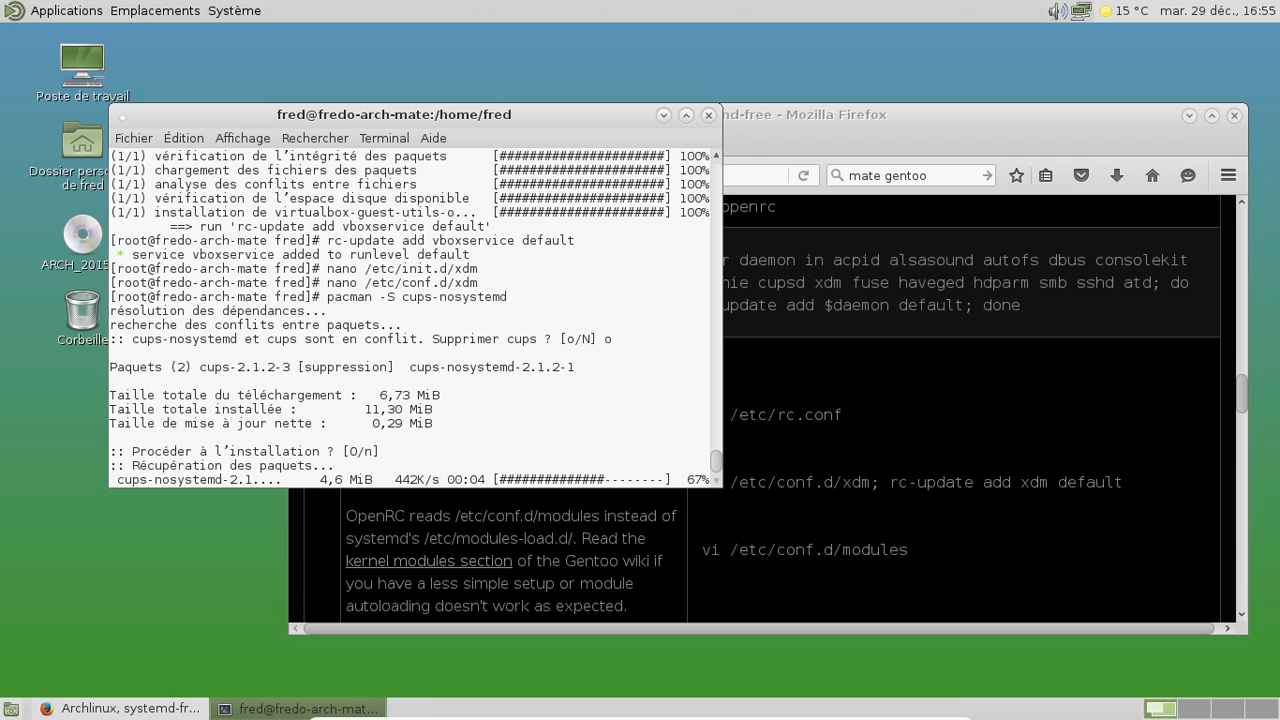 Applications Emplacements Système
15 °C mar. 29 déc., 16:55
Poste de travail
Dossier pers
de fred
ARCH_2015
Corbeille
fred@fredo-arch-mate:/home/fred
Fichier Édition Affichage Rechercher Terminal Aide
(1/1) vérification de l’intégrité des paquets [######################] 100%
(1/1) chargement des fichiers des paquets [######################] 100%
(1/1) analyse des conflits entre fichiers [######################] 100%
(1/1) vérification de l’espace disque disponible [######################] 100%
(1/1) installation de virtualbox-guest-utils-o... [######################] 100%
==> run 'rc-update add vboxservice default'
[root@fredo-arch-mate fred]# rc-update add vboxservice default
* service vboxservice added to runlevel default
[root@fredo-arch-mate fred]# nano /etc/init.d/xdm
[root@fredo-arch-mate fred]# nano /etc/conf.d/xdm
[root@fredo-arch-mate fred]# pacman -S cups-nosystemd
résolution des dépendances...
recherche des conflits entre paquets...
:: cups-nosystemd et cups sont en conflit. Supprimer cups ? [o/N] o
Paquets (2) cups-2.1.2-3 [suppression] cups-nosystemd-2.1.2-1
Taille totale du téléchargement : 6,73 MiB
Taille totale installée : 11,30 MiB
Taille de mise à jour nette : 0,29 MiB
:: Procéder à l’installation ? [O/n]
:: Récupération des paquets...
cups-nosystemd-2.1.... 4,6 MiB 442K/s 00:04 [##############--------] 67%
nd-free - Mozilla Firefox
mate gentoo
openrc
r daemon in acpid alsasound autofs dbus consolekit
nie cupsd xdm fuse haveged hdparm smb sshd atd; do
update add $daemon default; done
/etc/rc.conf
/etc/conf.d/xdm; rc-update add xdm default
OpenRC reads /etc/conf.d/modules instead of
systemd's /etc/modules-load.d/. Read the
kernel modules section of the Gentoo wiki if
you have a less simple setup or module
autoloading doesn't work as expected.
vi /etc/conf.d/modules
Archlinux, systemd-fr...
fred@fredo-arch-mat...